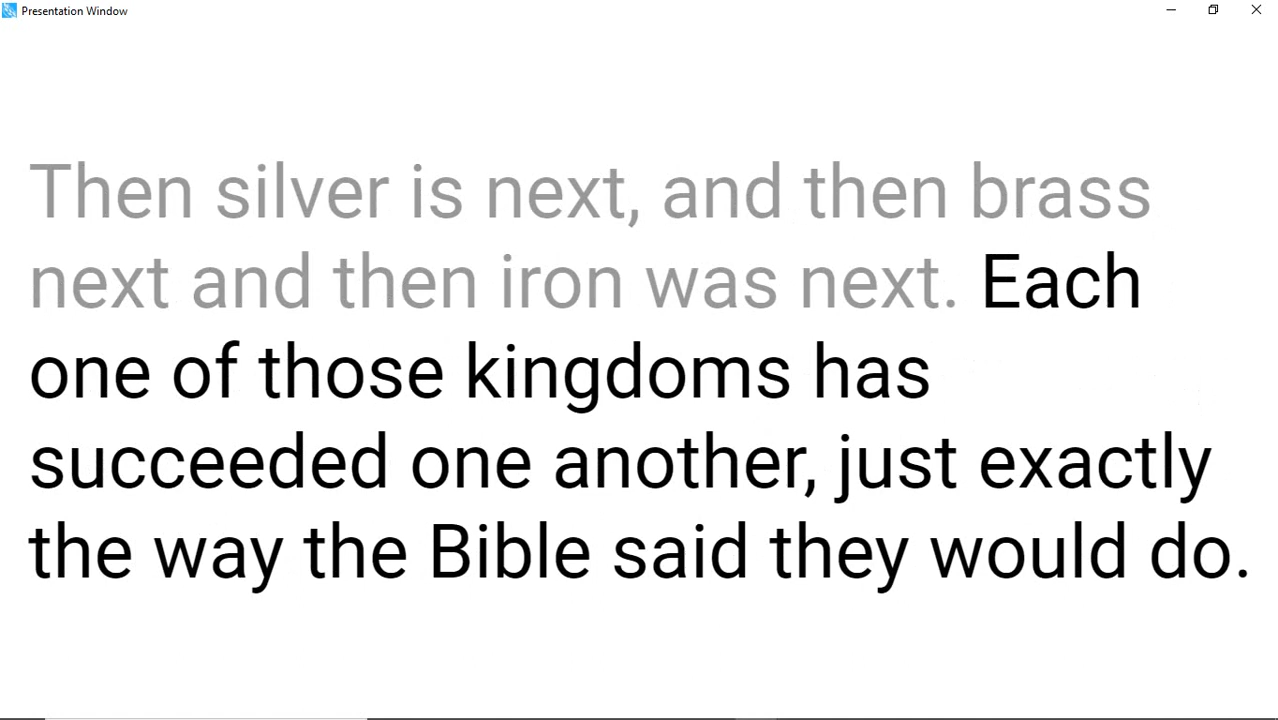 Presentation Window
Then silver is next, and then brass
next and then iron was next. Each
one of those kingdoms has
succeeded one another, just exactly
the way the Bible said they would do.